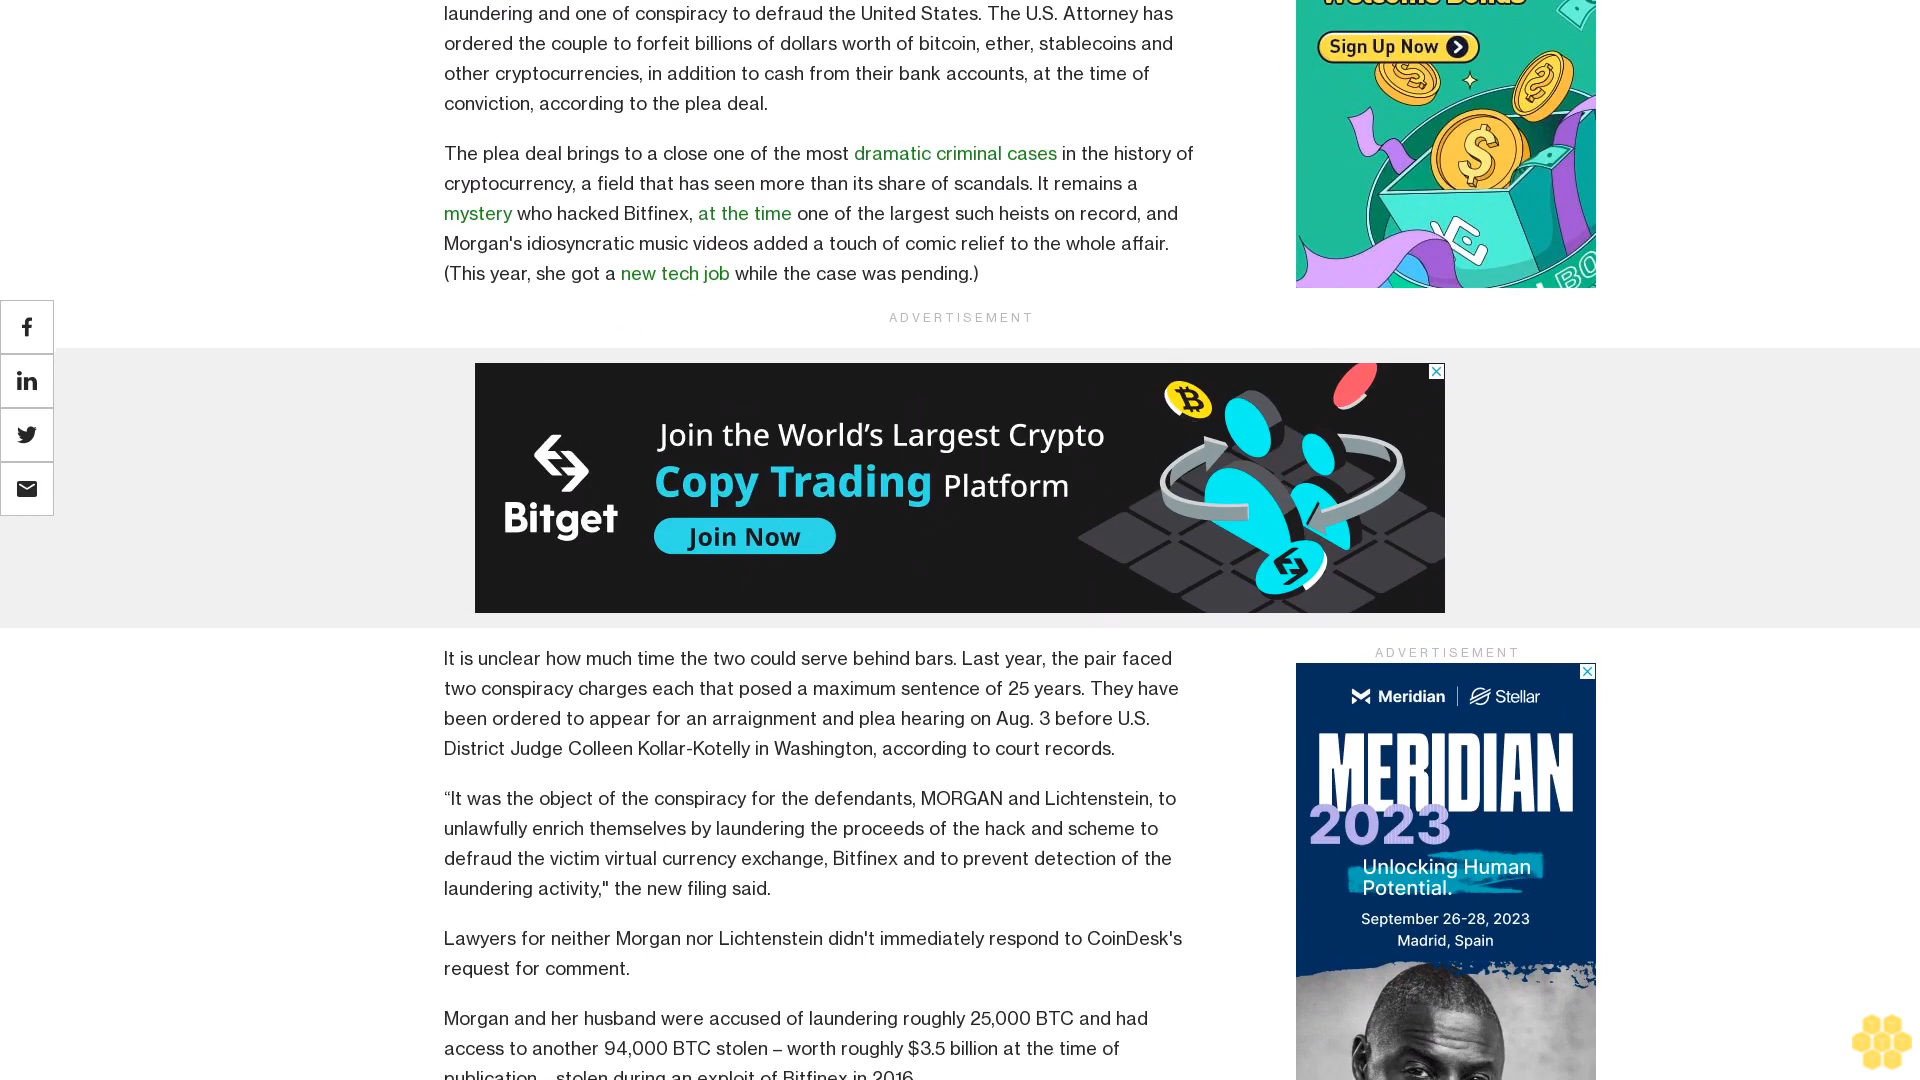 laundering and one of conspiracy to defraud the United States. The U.S. Attorney has
ordered the couple to forfeit billions of dollars worth of bitcoin, ether, stablecoins and
other cryptocurrencies, in addition to cash from their bank accounts, at the time of
conviction, according to the plea deal.
The plea deal brings to a close one of the most dramatic criminal cases in the history of
cryptocurrency, a field that has seen more than its share of scandals. It remains a
mystery who hacked Bitfinex, at the time one of the largest such heists on record, and
Morgan's idiosyncratic music videos added a touch of comic relief to the whole affair.
(This year, she got a new tech job while the case was pending.)
Welcome Bonus
Sign Up Now
ADVERTISEMENT
Bitget
Join the World's Largest Crypto
Copy Trading Platform
Join Now
It is unclear how much time the two could serve behind bars. Last year, the pair faced
two conspiracy charges each that posed a maximum sentence of 25 years. They have
been ordered to appear for an arraignment and plea hearing on Aug. 3 before U.S.
District Judge Colleen Kollar-Kotelly in Washington, according to court records.
“It was the object of the conspiracy for the defendants, MORGAN and Lichtenstein, to
unlawfully enrich themselves by laundering the proceeds of the hack and scheme to
defraud the victim virtual currency exchange, Bitfinex and to prevent detection of the
laundering activity," the new filing said.
Lawyers for neither Morgan nor Lichtenstein didn't immediately respond to CoinDesk's
request for comment.
Morgan and her husband were accused of laundering roughly 25,000 BTC and had
access to another 94,000 BTC stolen – worth roughly $3.5 billion at the time of
publication – stolen during an exploit of Bitfinex in 2016.
ADVERTISEMENT
Meridian | Stellar
MERIDIAN
2023
Unlocking Human
Potential.
September 26-28, 2023
Madrid, Spain